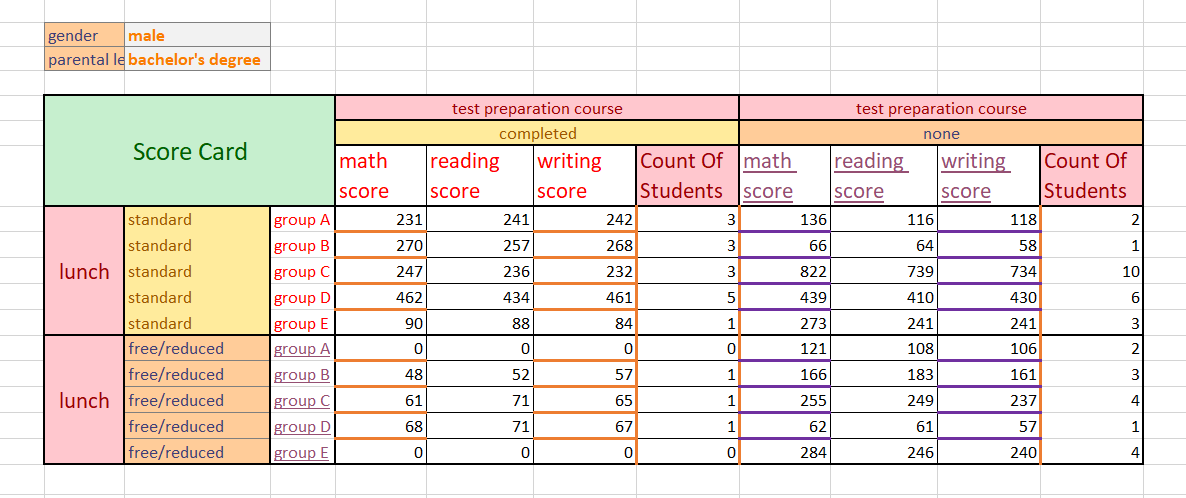 gender male
parental le bachelor's degree
test preparation course test preparation course
completed none
Score Card
math score reading score writing score Count Of Students math score reading score writing score Count Of Students
lunch
standard group A 231 241 242 3 136 116 118 2
standard group B 270 257 268 3 66 64 58 1
standard group C 247 236 232 3 822 739 734 10
standard group D 462 434 461 5 439 410 430 6
standard group E 90 88 84 1 273 241 241 3
lunch
free/reduced group A 0 0 0 0 121 108 106 2
free/reduced group B 48 52 57 1 166 183 161 3
free/reduced group C 61 71 65 1 255 249 237 4
free/reduced group D 68 71 67 1 62 61 57 1
free/reduced group E 0 0 0 0 284 246 240 4